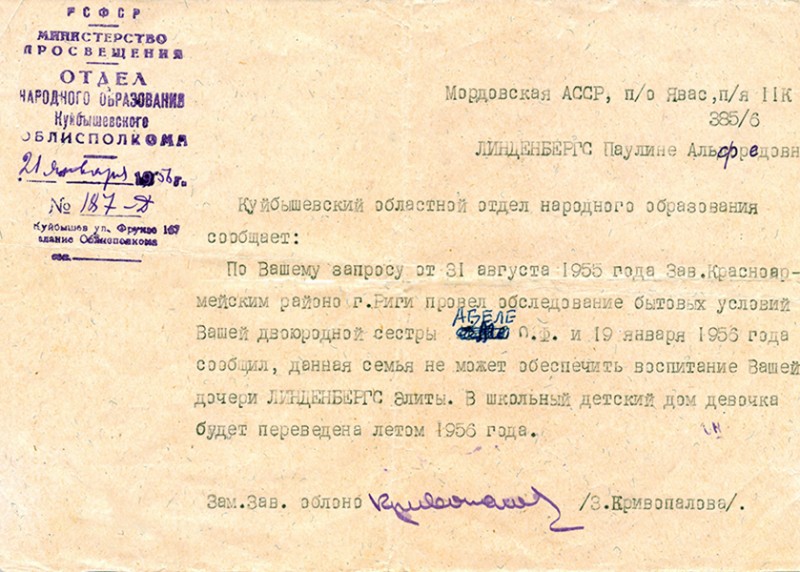 РСФСР
МИНИСТЕРСТВО
ПРОСВЕЩЕНИЯ
ОТДЕЛ
НАРОДНОГО ОБРАЗОВАНИЯ
Куйбышевского
ОБЛИСПОЛКОМА
21 января 1956 г.
№ 187-Д
Куйбышев ул. Фрунзе 167
здание Облисполкома
Мордовская АССР, п/о Явас,п/я IIК
385/6
ЛИНДЕНБЕРГС Паулине Альфредовн
Куйбышевский областной отдел народного образования
сообщает:
По Вашему запросу от 31 августа 1955 года Зав.Красноар-
мейским районо г.Риги провел обследование бытовых условий
Вашей двоюродной сестры АБЕЛЕ О.Ф. и 19 января 1956 года
сообщил, данная семья не может обеспечить воспитание Вашей
дочери ЛИНДЕНБЕРГС Элиты. В школьный детский дом девочка
будет переведена летом 1956 года.
Зам.Зав. облоно Кривопалова /З.Кривопалова/.